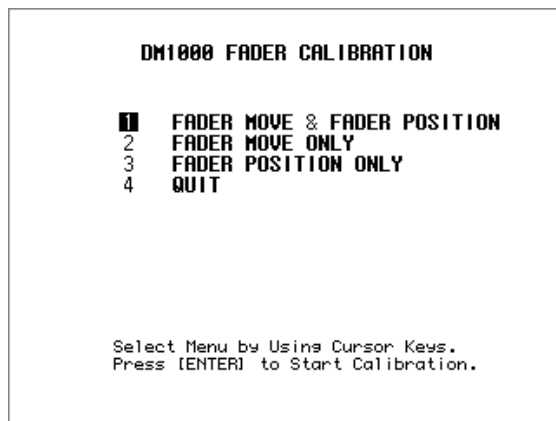 DM1000 FADER CALIBRATION
1 FADER MOVE & FADER POSITION
2 FADER MOVE ONLY
3 FADER POSITION ONLY
4 QUIT
Select Menu by Using Cursor Keys.
Press [ENTER] to Start Calibration.